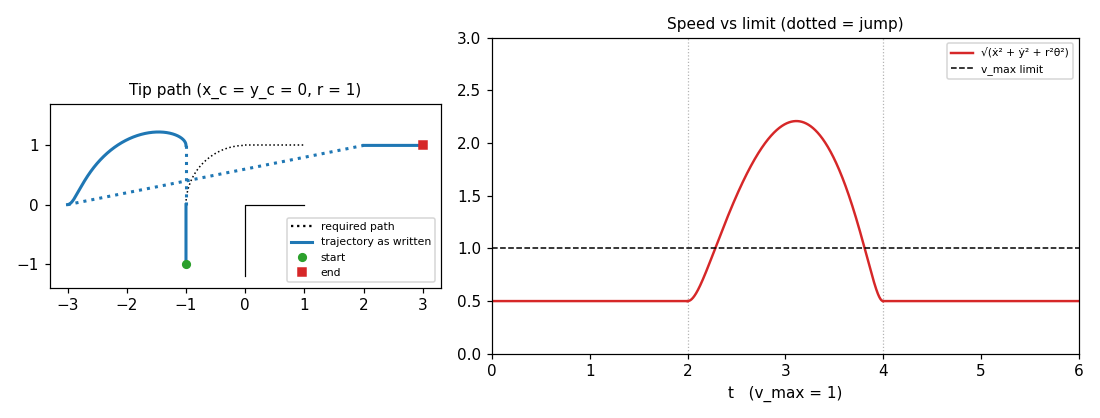 Tip path (x_c = y_c = 0, r = 1)
1
0
−1
−3
−2
−1
0
1
2
3
required path
trajectory as written
start
end
Speed vs limit (dotted = jump)
3.0
2.5
2.0
1.5
1.0
0.5
0.0
0
1
2
3
4
5
6
√(ẋ² + ẏ² + r²θ̇²)
v_max limit
t (v_max = 1)